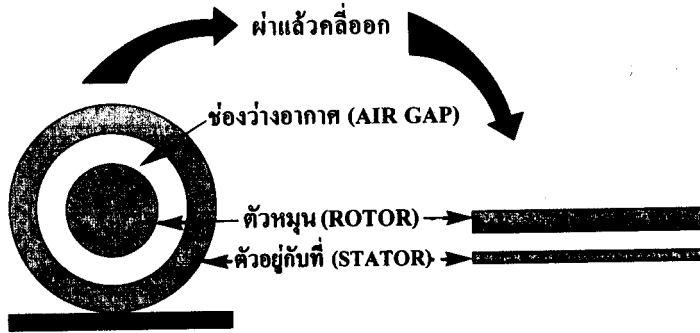 ผ่าแล้วคลี่ออก
ช่องว่างอากาศ (AIR GAP)
ตัวหมุน (ROTOR)
ตัวอยู่กับที่ (STATOR)